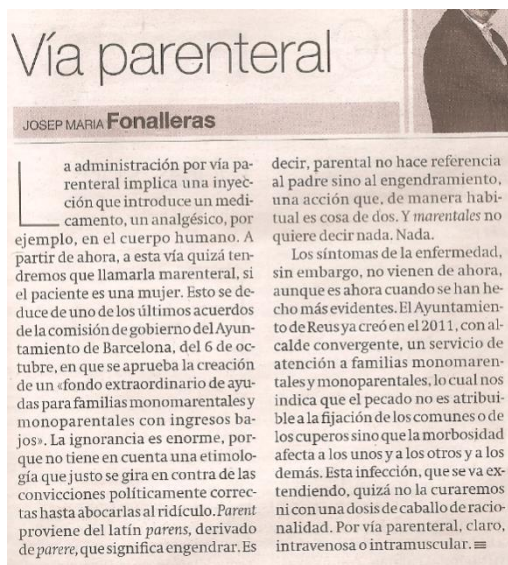 Vía parenteral
JOSEP MARIA Fonalleras
La administración por vía pa-
renteral implica una inyec-
ción que introduce un medi-
camento, un analgésico, por
ejemplo, en el cuerpo humano. A
partir de ahora, a esta vía quizá ten-
dremos que llamarla marenteral, si
el paciente es una mujer. Esto se de-
duce de uno de los últimos acuerdos
de la comisión de gobierno del Ayun-
tamiento de Barcelona, del 6 de oc-
tubre, en que se aprueba la creación
de un «fondo extraordinario de ayu-
das para familias monomarentales y
monoparentales con ingresos ba-
jos». La ignorancia es enorme, por-
que no tiene en cuenta una etimolo-
gía que justo se gira en contra de las
convicciones políticamente correc-
tas hasta abocarlas al ridículo. Parent
proviene del latín parens, derivado
de parere, que significa engendrar. Es
decir, parental no hace referencia
al padre sino al engendramiento,
una acción que, de manera habi-
tual es cosa de dos. Y marentales no
quiere decir nada. Nada.
Los síntomas de la enfermedad,
sin embargo, no vienen de ahora,
aunque es ahora cuando se han he-
cho más evidentes. El Ayuntamien-
to de Reus ya creó en el 2011, con al-
calde convergente, un servicio de
atención a familias monomaren-
tales y monoparentales, lo cual nos
indica que el pecado no es atribui-
ble a la fijación de los comunes o de
los cuperos sino que la morbosidad
afecta a los unos y a los otros y a los
demás. Esta infección, que se va ex-
tendiendo, quizá no la curaremos
ni con una dosis de caballo de racio-
nalidad. Por vía parenteral, claro,
intravenosa o intramuscular.